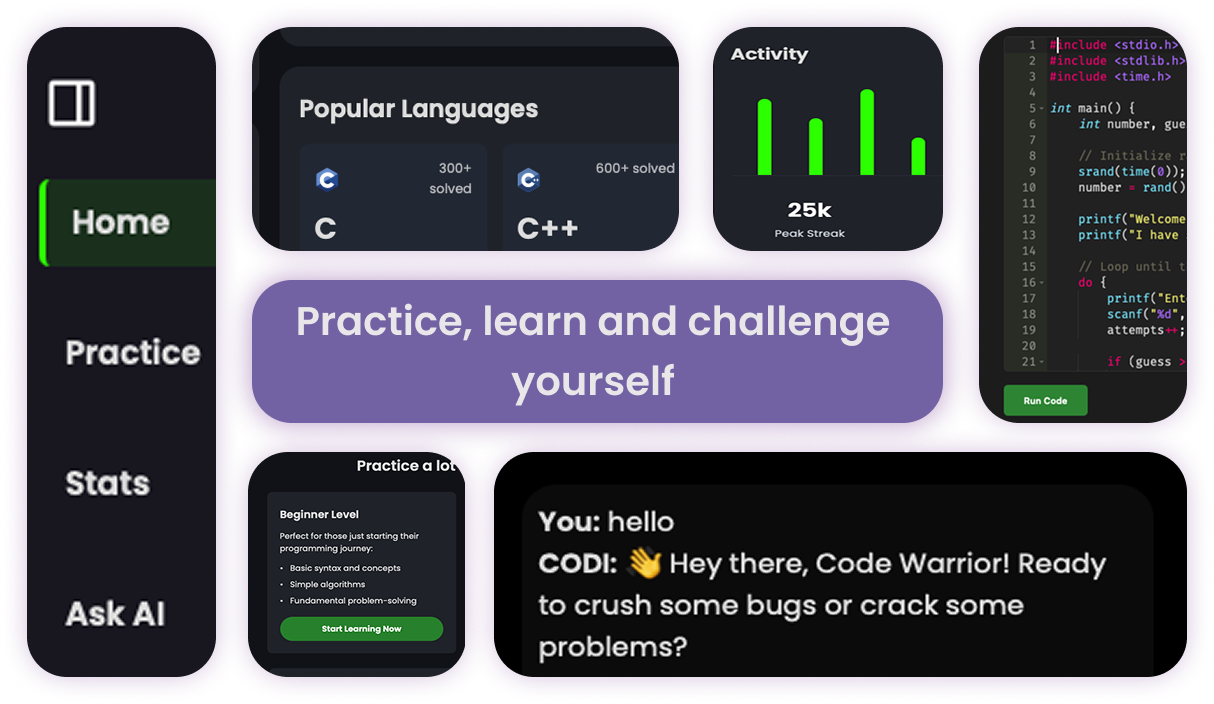 Home
Practice
Stats
Ask AI
Popular Languages
300+
solved
C
C
600+ solved
C++
C++
Activity
25k
Peak Streak
1 #include <stdio.h>
2 #include <stdlib.h>
3 #include <time.h>
4
5 int main() {
6 int number, gue
7
8 // Initialize r
9 srand(time(0));
10 number = rand()
11
12 printf("Welcome
13 printf("I have
14
15 // Loop until t
16 do {
17 printf("Ent
18 scanf("%d",
19 attempts++;
20
21 if (guess >
Run Code
Practice, learn and challenge
yourself
Practice a lot
Beginner Level
Perfect for those just starting their
programming journey:
• Basic syntax and concepts
• Simple algorithms
• Fundamental problem-solving
Start Learning Now
You: hello
CODI: 👋 Hey there, Code Warrior! Ready
to crush some bugs or crack some
problems?